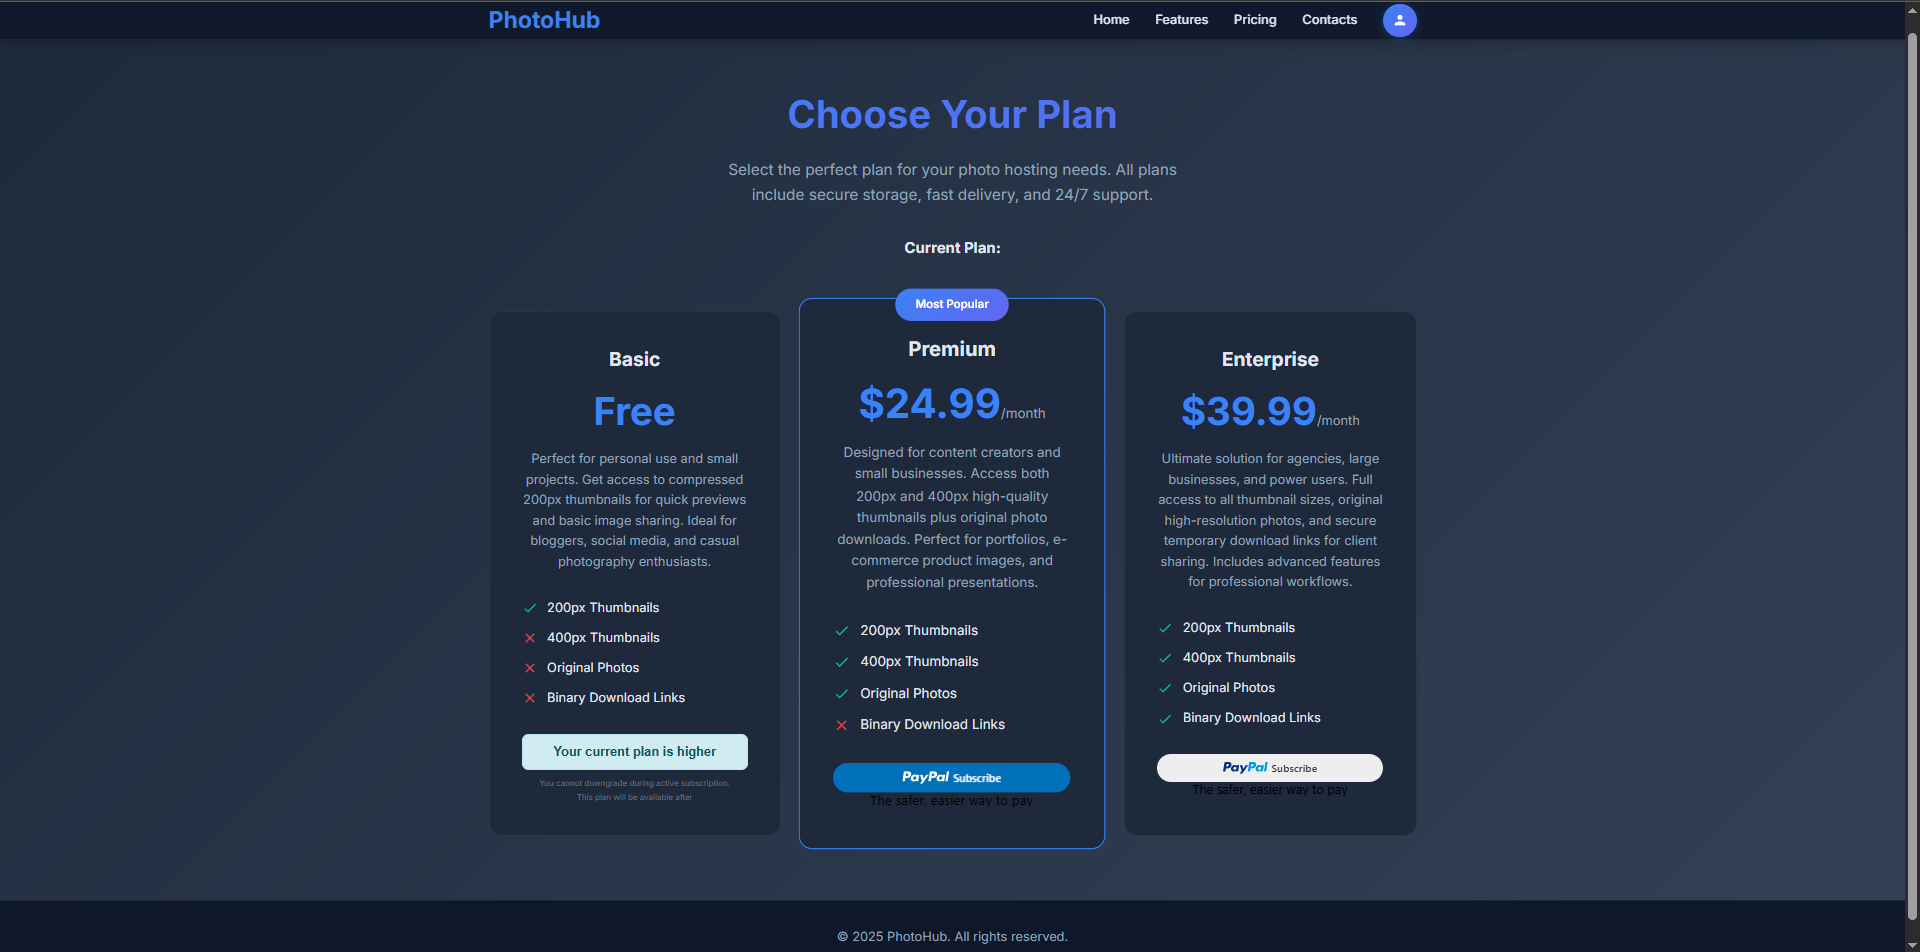 PhotoHub
Home Features Pricing Contacts
Choose Your Plan
Select the perfect plan for your photo hosting needs. All plans
include secure storage, fast delivery, and 24/7 support.
Current Plan:
Basic
Free
Perfect for personal use and small
projects. Get access to compressed
200px thumbnails for quick previews
and basic image sharing. Ideal for
bloggers, social media, and casual
photography enthusiasts.
200px Thumbnails
400px Thumbnails
Original Photos
Binary Download Links
Your current plan is higher
You cannot downgrade during active subscription.
This plan will be available after
Most Popular
Premium
$24.99/month
Designed for content creators and
small businesses. Access both
200px and 400px high-quality
thumbnails plus original photo
downloads. Perfect for portfolios, e-
commerce product images, and
professional presentations.
200px Thumbnails
400px Thumbnails
Original Photos
Binary Download Links
PayPal Subscribe
The safer, easier way to pay
Enterprise
$39.99/month
Ultimate solution for agencies, large
businesses, and power users. Full
access to all thumbnail sizes, original
high-resolution photos, and secure
temporary download links for client
sharing. Includes advanced features
for professional workflows.
200px Thumbnails
400px Thumbnails
Original Photos
Binary Download Links
PayPal Subscribe
The safer, easier way to pay
© 2025 PhotoHub. All rights reserved.